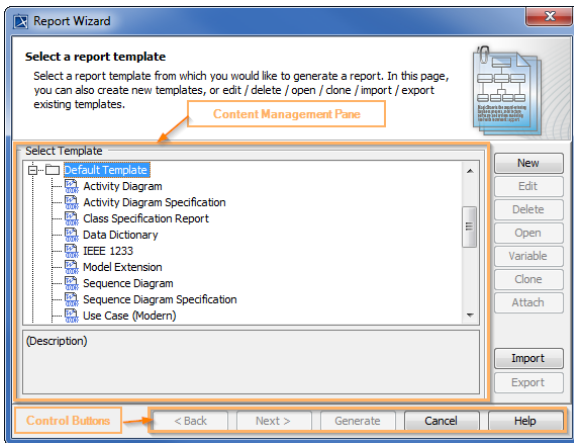 Report Wizard
Select a report template
Select a report template from which you would like to generate a report. In this page,
you can also create new templates, or edit / delete / open / clone / import / export
existing templates.
Content Management Pane
Select Template
Default Template
Activity Diagram
Activity Diagram Specification
Class Specification Report
Data Dictionary
IEEE 1233
Model Extension
Sequence Diagram
Sequence Diagram Specification
Use Case (Modern)
(Description)
New
Edit
Delete
Open
Variable
Clone
Attach
Import
Export
Control Buttons
< Back
Next >
Generate
Cancel
Help